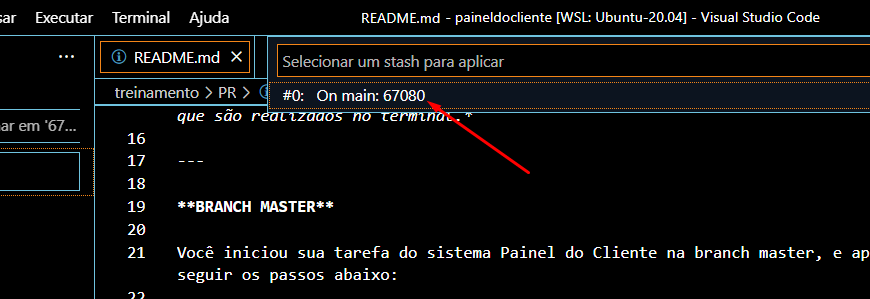 sar Executar Terminal Ajuda README.md - paineldocliente [WSL: Ubuntu-20.04] - Visual Studio Code
··· README.md ×
Selecionar um stash para aplicar
treinamento > PR >
#0: On main: 67080
nar em '67...
que são realizados no terminal.*
16
17 ---
18
19 **BRANCH MASTER**
20
21 Você iniciou sua tarefa do sistema Painel do Cliente na branch master, e ap
seguir os passos abaixo:
22